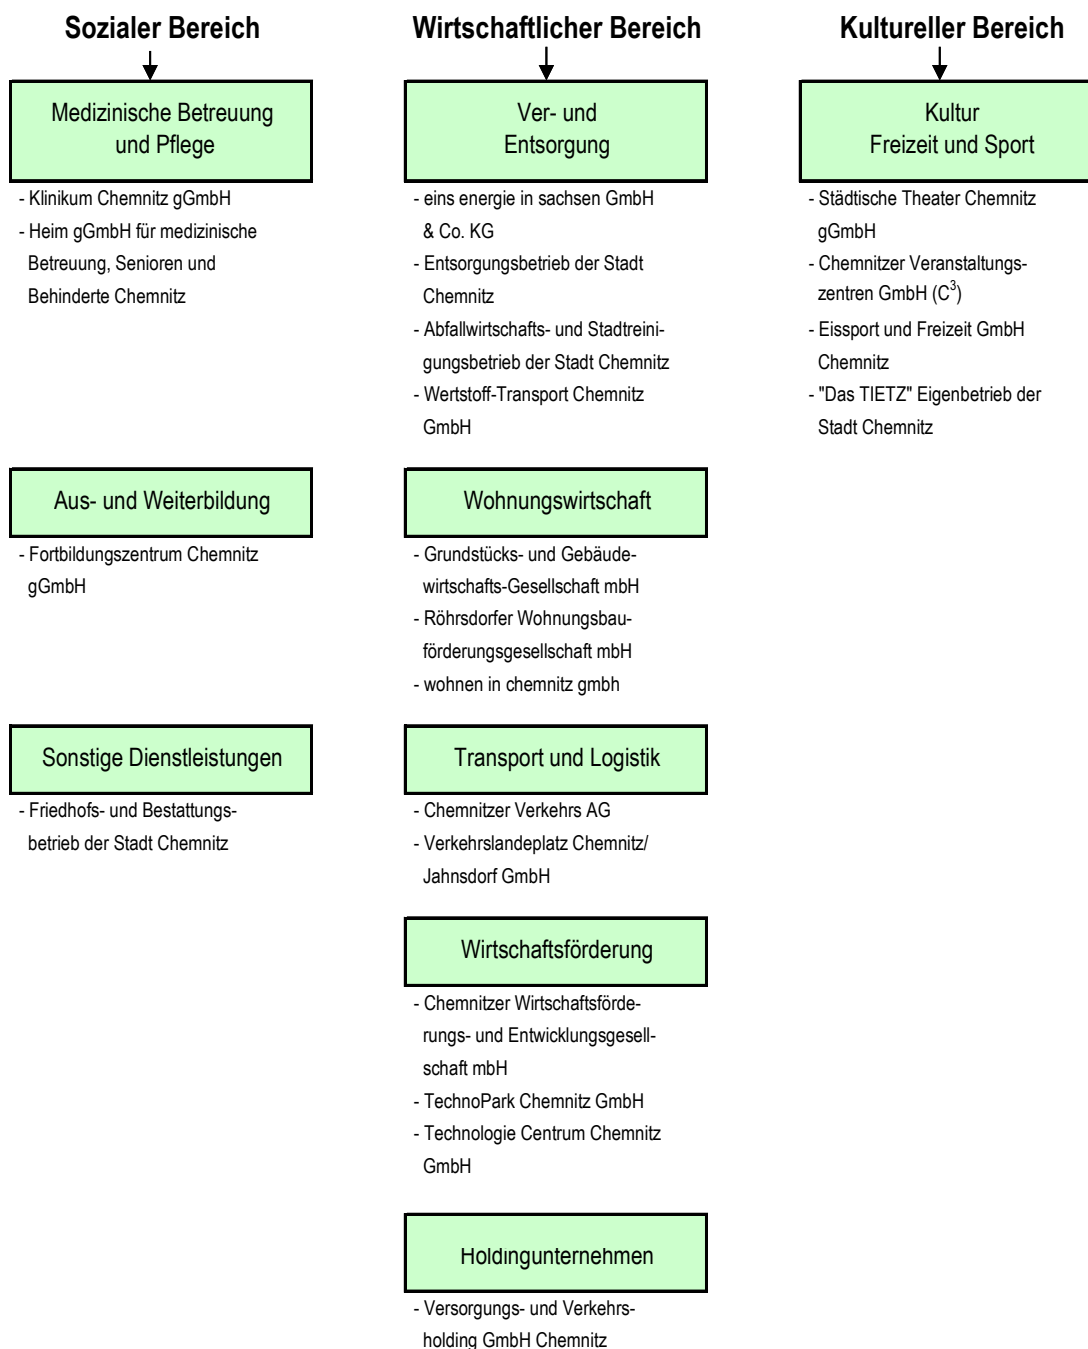 Sozialer Bereich
Medizinische Betreuung
und Pflege
- Klinikum Chemnitz gGmbH
- Heim gGmbH für medizinische
Betreuung, Senioren und
Behinderte Chemnitz
Aus- und Weiterbildung
- Fortbildungszentrum Chemnitz
gGmbH
Sonstige Dienstleistungen
- Friedhofs- und Bestattungs-
betrieb der Stadt Chemnitz
Wirtschaftlicher Bereich
Ver- und
Entsorgung
- eins energie in sachsen GmbH
& Co. KG
- Entsorgungsbetrieb der Stadt
Chemnitz
- Abfallwirtschafts- und Stadtreini-
gungsbetrieb der Stadt Chemnitz
- Wertstoff-Transport Chemnitz
GmbH
Wohnungswirtschaft
- Grundstücks- und Gebäude-
wirtschafts-Gesellschaft mbH
- Röhrsdorfer Wohnungsbau-
förderungsgesellschaft mbH
- wohnen in chemnitz gmbh
Transport und Logistik
- Chemnitzer Verkehrs AG
- Verkehrslandeplatz Chemnitz/
Jahnsdorf GmbH
Wirtschaftsförderung
- Chemnitzer Wirtschaftsförde-
rungs- und Entwicklungsgesell-
schaft mbH
- TechnoPark Chemnitz GmbH
- Technologie Centrum Chemnitz
GmbH
Holdingunternehmen
- Versorgungs- und Verkehrs-
holding GmbH Chemnitz
Kultureller Bereich
Kultur
Freizeit und Sport
- Städtische Theater Chemnitz
gGmbH
- Chemnitzer Veranstaltungs-
zentren GmbH (C³)
- Eissport und Freizeit GmbH
Chemnitz
- "Das TIETZ" Eigenbetrieb der
Stadt Chemnitz